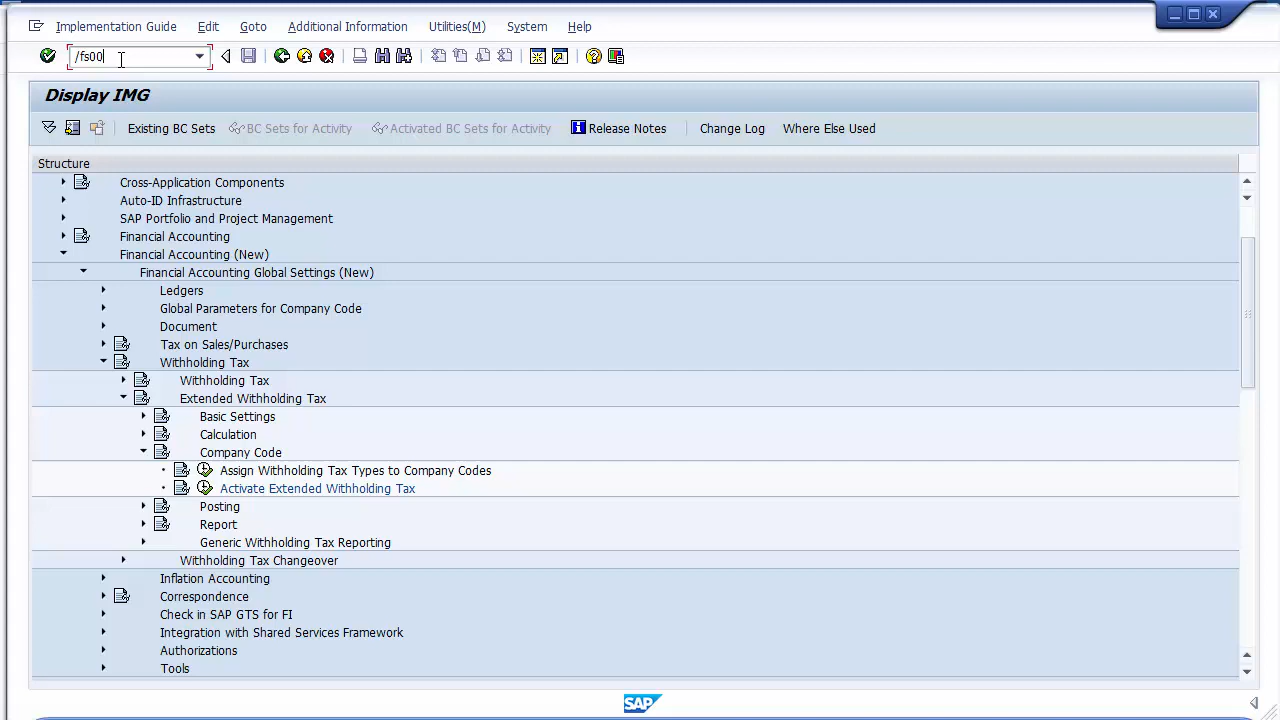 Implementation Guide Edit Goto Additional Information Utilities(M) System Help
/fs00
Display IMG
Existing BC Sets BC Sets for Activity Activated BC Sets for Activity Release Notes Change Log Where Else Used
Structure
Cross-Application Components
Auto-ID Infrastructure
SAP Portfolio and Project Management
Financial Accounting
Financial Accounting (New)
Financial Accounting Global Settings (New)
Ledgers
Global Parameters for Company Code
Document
Tax on Sales/Purchases
Withholding Tax
Withholding Tax
Extended Withholding Tax
Basic Settings
Calculation
Company Code
Assign Withholding Tax Types to Company Codes
Activate Extended Withholding Tax
Posting
Report
Generic Withholding Tax Reporting
Withholding Tax Changeover
Inflation Accounting
Correspondence
Check in SAP GTS for FI
Integration with Shared Services Framework
Authorizations
Tools
SAP